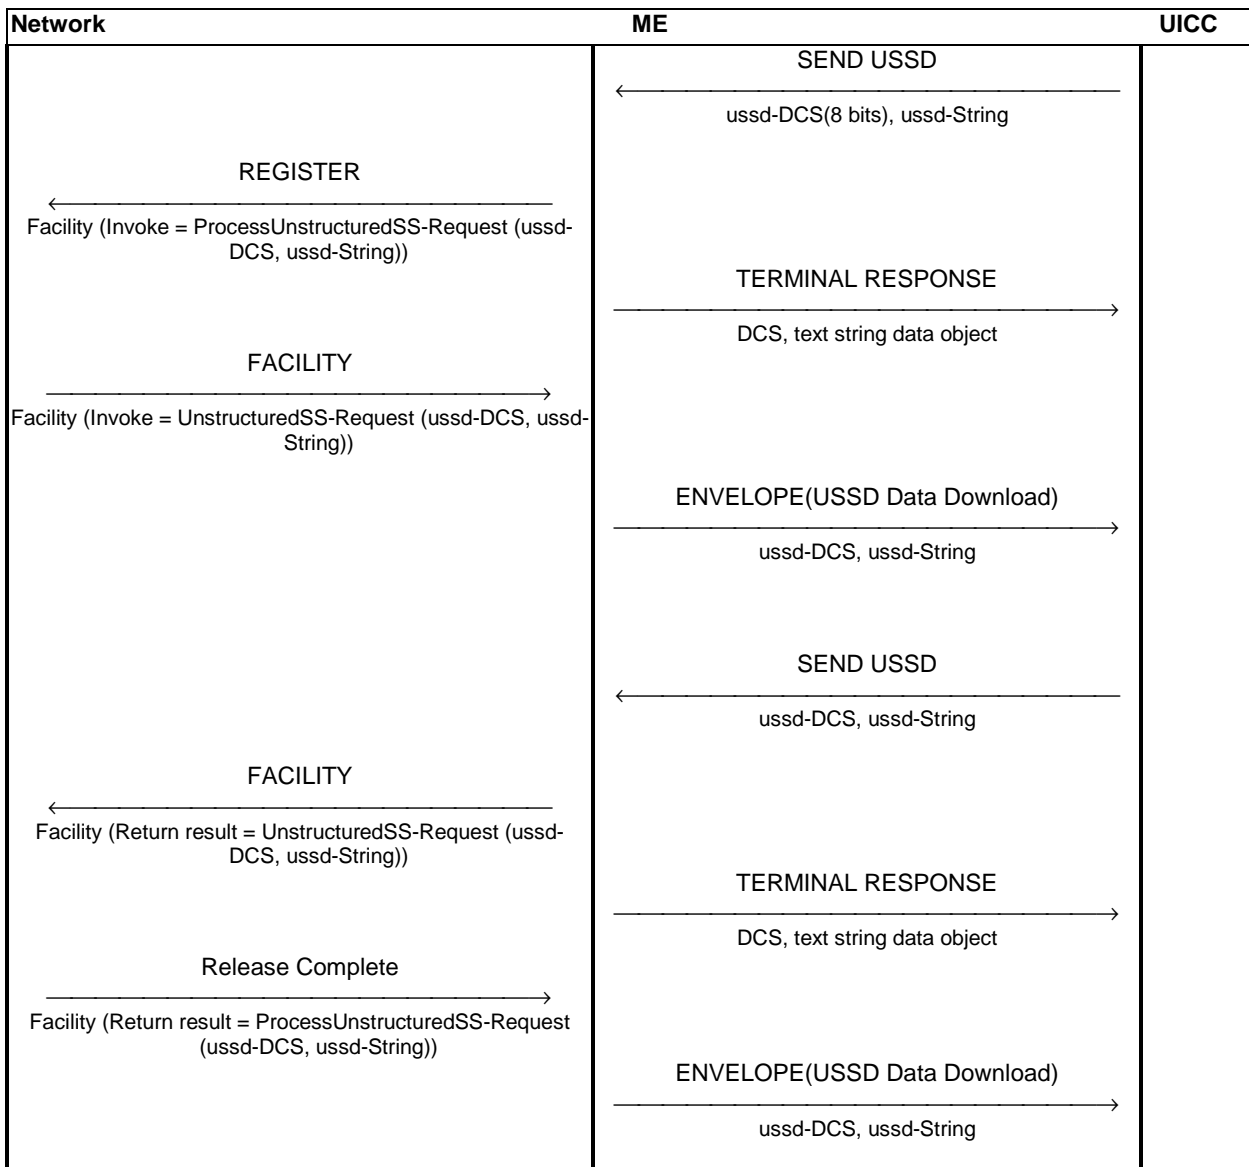 Network ME UICC
SEND USSD
ussd-DCS(8 bits), ussd-String
REGISTER
Facility (Invoke = ProcessUnstructuredSS-Request (ussd-
DCS, ussd-String))
TERMINAL RESPONSE
DCS, text string data object
FACILITY
Facility (Invoke = UnstructuredSS-Request (ussd-DCS, ussd-
String))
ENVELOPE(USSD Data Download)
ussd-DCS, ussd-String
SEND USSD
ussd-DCS, ussd-String
FACILITY
Facility (Return result = UnstructuredSS-Request (ussd-
DCS, ussd-String))
TERMINAL RESPONSE
DCS, text string data object
Release Complete
Facility (Return result = ProcessUnstructuredSS-Request
(ussd-DCS, ussd-String))
ENVELOPE(USSD Data Download)
ussd-DCS, ussd-String